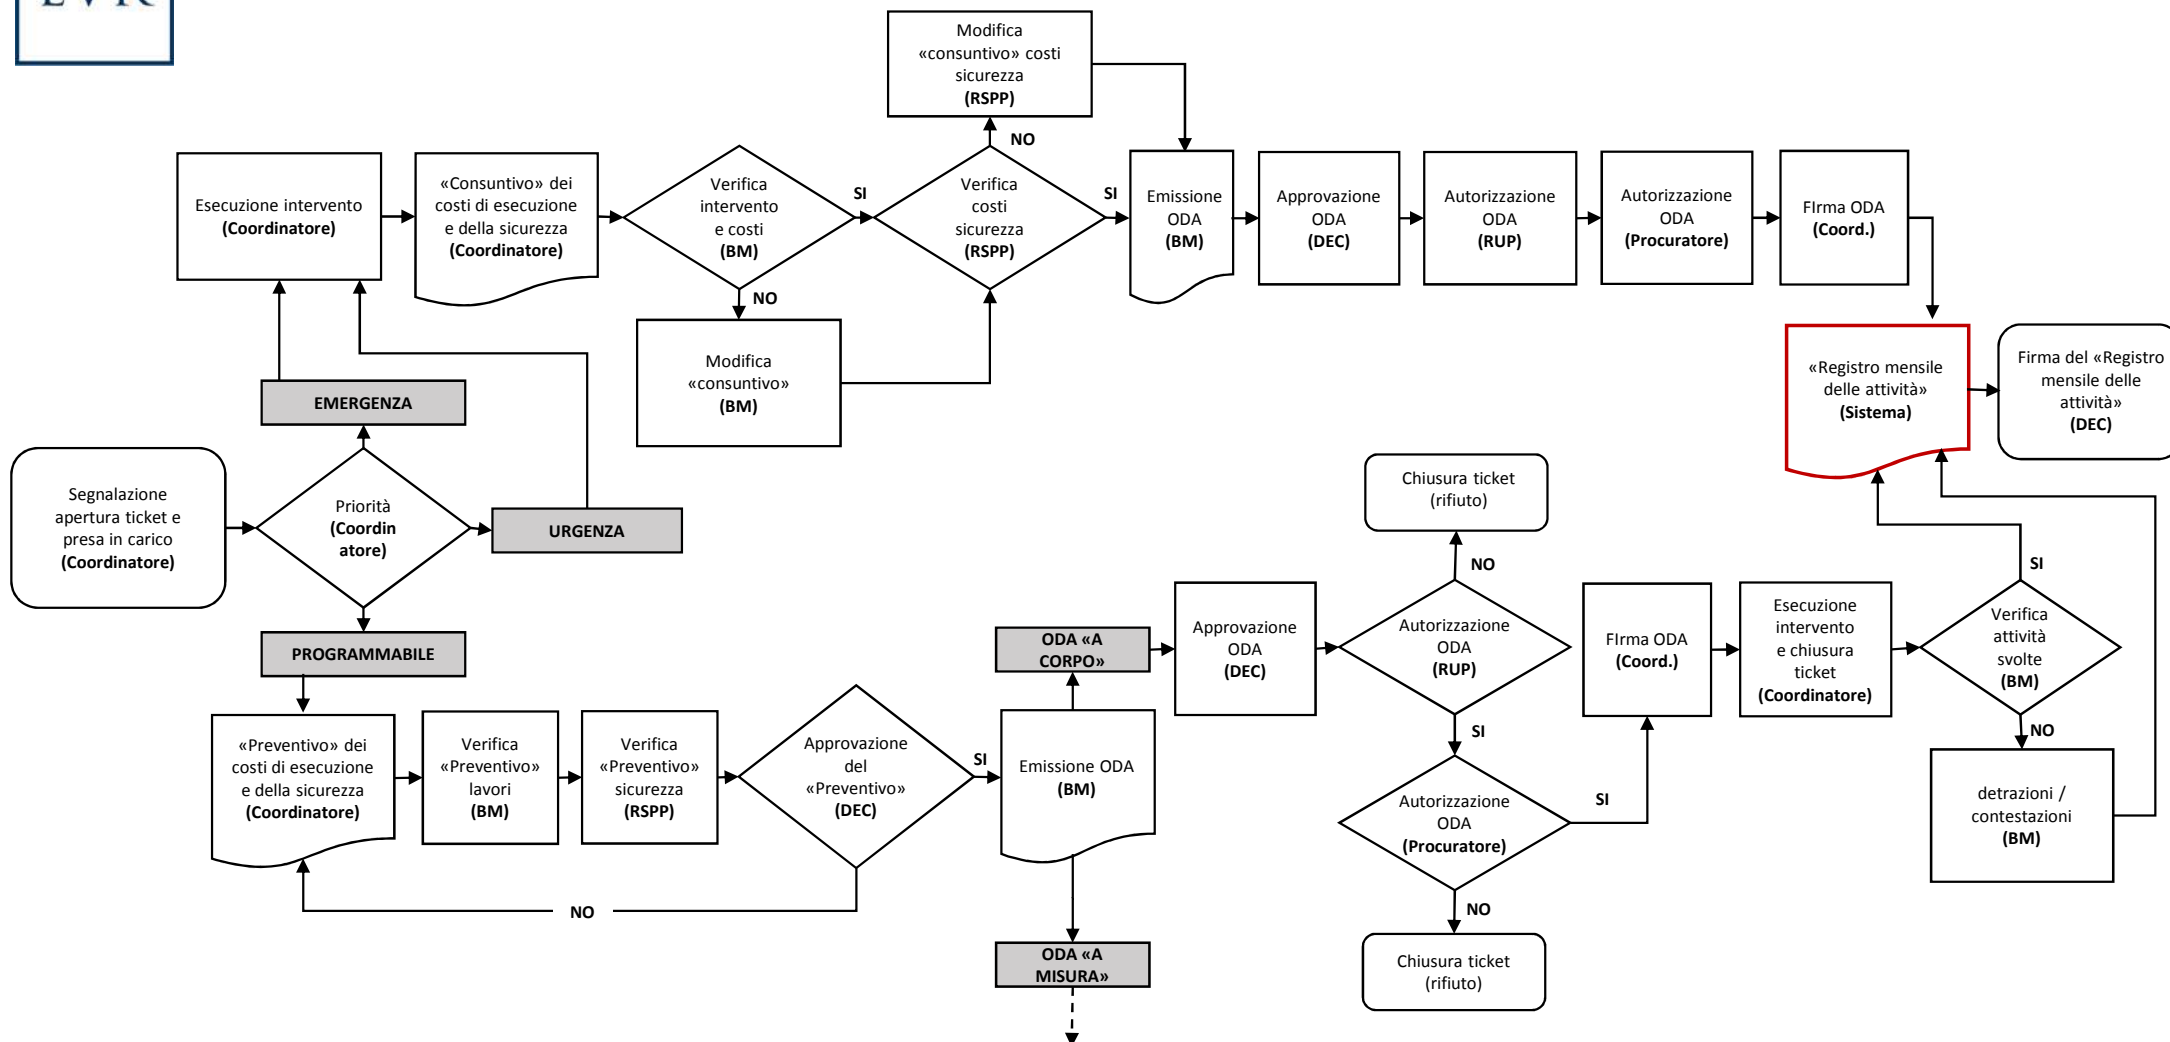 Modifica
«consuntivo» costi
sicurezza
(RSPP)
NO
Esecuzione intervento
(Coordinatore)
«Consuntivo» dei
costi di esecuzione
e della sicurezza
(Coordinatore)
Verifica
intervento
e costi
(BM)
SI
Verifica
costi
sicurezza
(RSPP)
SI
Emissione
ODA
(BM)
Approvazione
ODA
(DEC)
Autorizzazione
ODA
(RUP)
Autorizzazione
ODA
(Procuratore)
FIrma ODA
(Coord.)
NO
Modifica
«consuntivo»
(BM)
«Registro mensile
delle attività»
(Sistema)
Firma del «Registro
mensile delle
attività»
(DEC)
EMERGENZA
Segnalazione
apertura ticket e
presa in carico
(Coordinatore)
Priorità
(Coordin
atore)
URGENZA
PROGRAMMABILE
Chiusura ticket
(rifiuto)
NO
ODA «A
CORPO»
Approvazione
ODA
(DEC)
Autorizzazione
ODA
(RUP)
SI
FIrma ODA
(Coord.)
Esecuzione
intervento
e chiusura
ticket
(Coordinatore)
SI
Verifica
attività
svolte
(BM)
NO
detrazioni /
contestazioni
(BM)
«Preventivo» dei
costi di esecuzione
e della sicurezza
(Coordinatore)
Verifica
«Preventivo»
lavori
(BM)
Verifica
«Preventivo»
sicurezza
(RSPP)
Approvazione
del
«Preventivo»
(DEC)
SI
Emissione ODA
(BM)
Autorizzazione
ODA
(Procuratore)
SI
NO
NO
Chiusura ticket
(rifiuto)
ODA «A
MISURA»